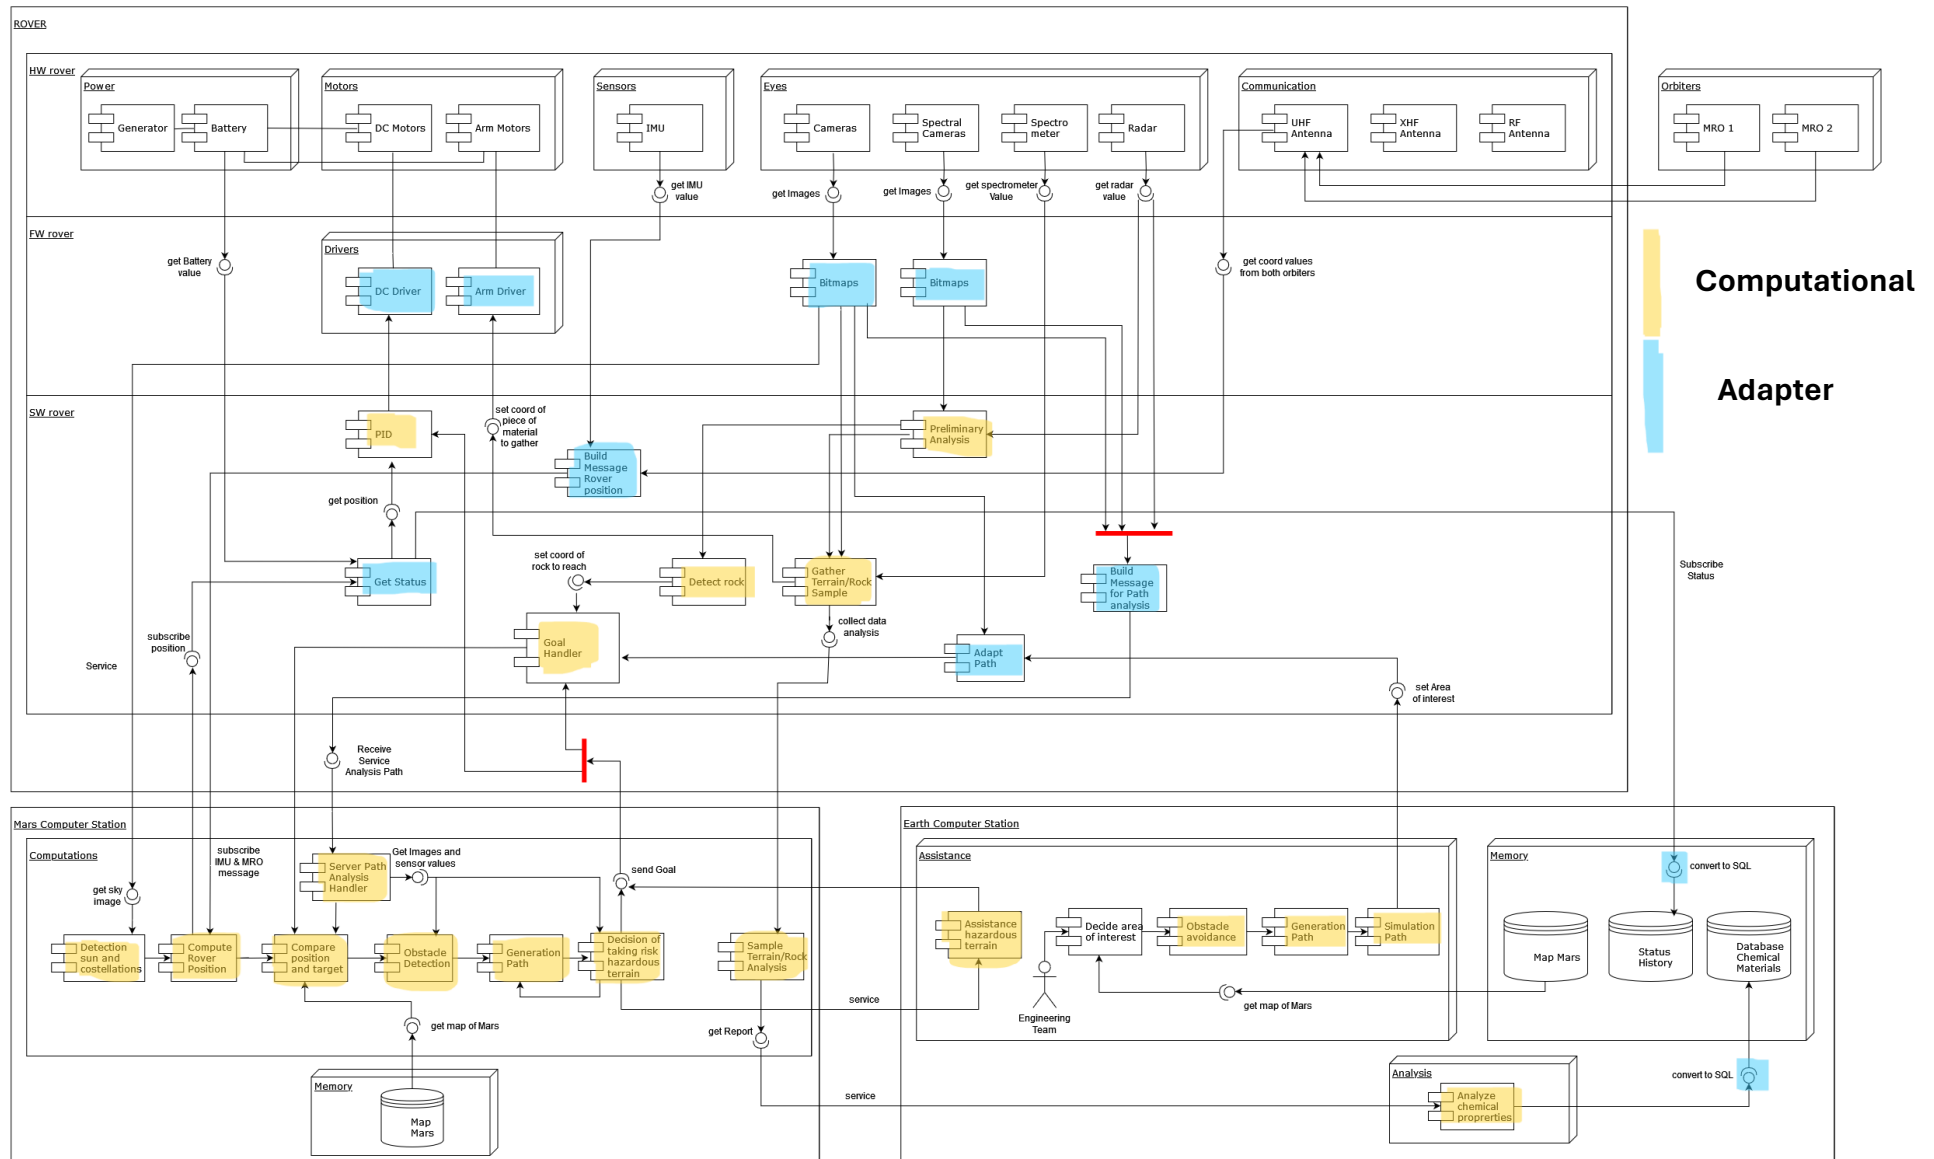 ROVER
HW rover
Power
Generator
Battery
Motors
DC Motors
Arm Motors
Sensors
IMU
Eyes
Cameras
Spectral
Cameras
Spectro
meter
Radar
Communication
UHF
Antenna
XHF
Antenna
RF
Antenna
Orbiters
MRO 1
MRO 2
get IMU
value
get Images
get Images
get spectrometer
Value
get radar
value
FW rover
get Battery
value
Drivers
DC Driver
Arm Driver
Bitmaps
Bitmaps
get coord values
from both orbiters
Computational
Adapter
SW rover
PID
set coord of
piece of
material
to gather
Build
Message
Rover
position
Preliminary
Analysis
get position
Get Status
set coord of
rock to reach
Detect rock
Gather
Terrain/Rock
Sample
Build
Message
for Path
analysis
Subscribe
Status
subscribe
position
Service
Goal
Handler
collect data
analysis
Adapt
Path
set Area
of interest
Receive
Service
Analysis Path
Mars Computer Station
Computations
subscribe
IMU & MRO
message
Server Path
Analysis
Handler
Get Images and
sensor values
send Goal
get sky
image
Detection
sun and
costellations
Compute
Rover
Position
Compare
position
and target
Obstacle
Detection
Generation
Path
Decision of
taking risk
hazardous
terrain
Sample
Terrain/Rock
Analysis
get map of Mars
get Report
Memory
Map
Mars
service
service
Earth Computer Station
Assistance
Assistance
hazardous
terrain
Decide area
of interest
Obstacle
avoidance
Generation
Path
Simulation
Path
Engineering
Team
get map of Mars
Memory
convert to SQL
Map Mars
Status
History
Database
Chemical
Materials
convert to SQL
Analysis
Analyze
chemical
proprerties